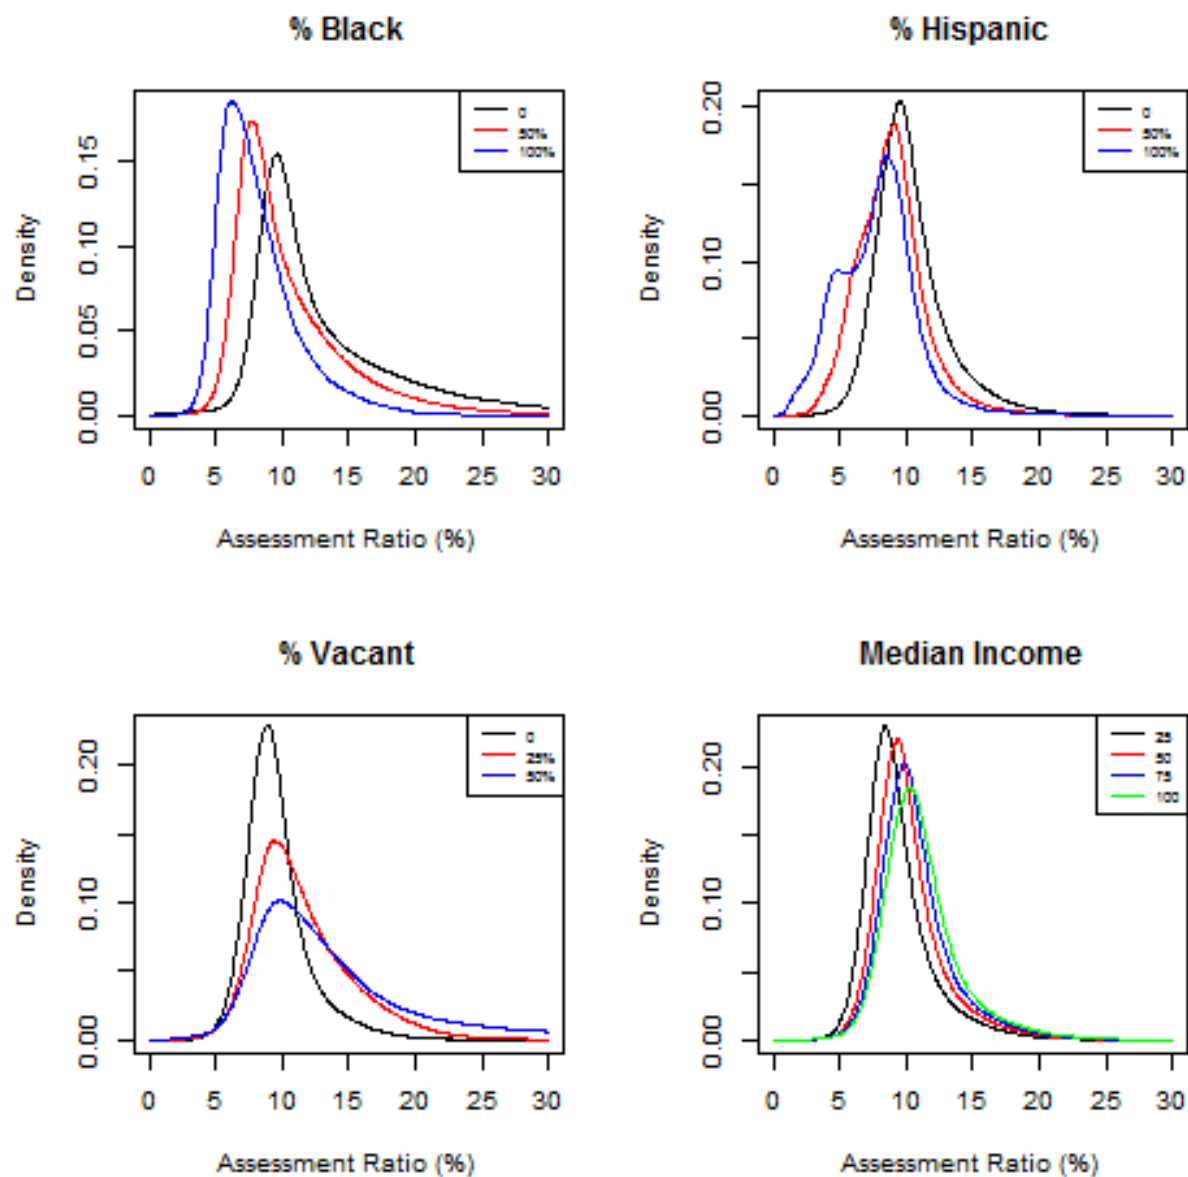 % Black
0
50%
100%
Density
0.00 0.05 0.10 0.15
0 5 10 15 20 25 30
Assessment Ratio (%)
% Hispanic
0
50%
100%
Density
0.00 0.10 0.20
0 5 10 15 20 25 30
Assessment Ratio (%)
% Vacant
0
25%
50%
Density
0.00 0.10 0.20
0 5 10 15 20 25 30
Assessment Ratio (%)
Median Income
25
50
75
100
Density
0.00 0.10 0.20
0 5 10 15 20 25 30
Assessment Ratio (%)